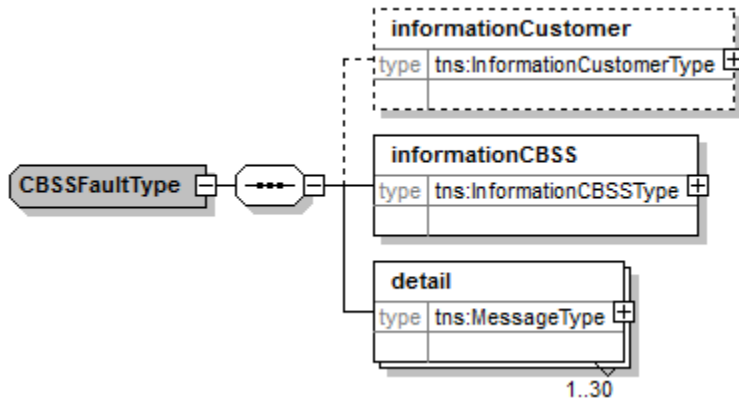 informationCustomer
type tns:InformationCustomerType
CBSSFaultType
informationCBSS
type tns:InformationCBSSType
detail
type tns:MessageType
1..30